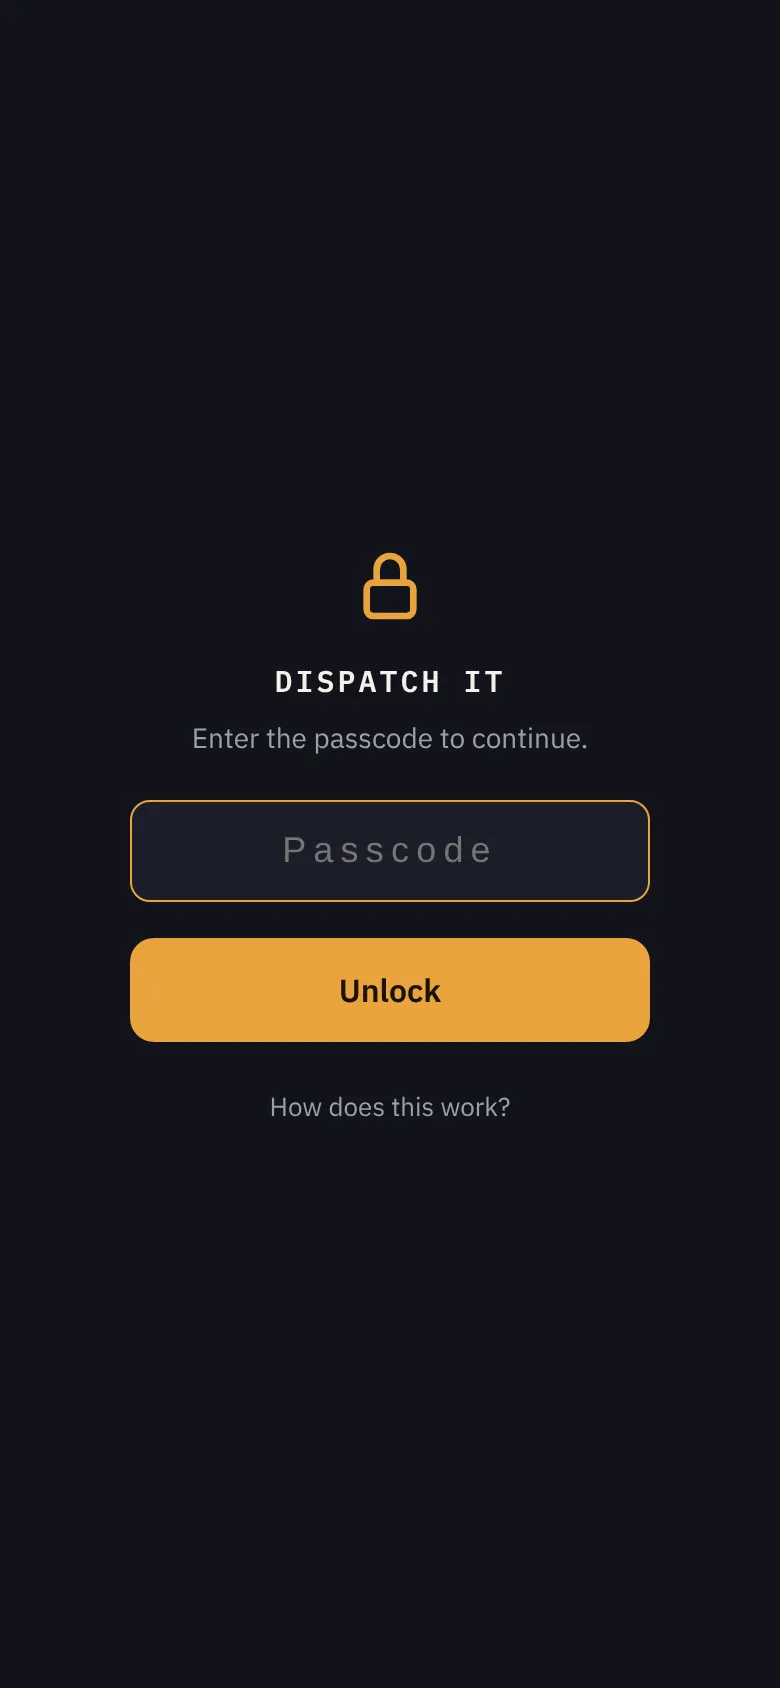 DISPATCH IT
Enter the passcode to continue.
Passcode
Unlock
How does this work?